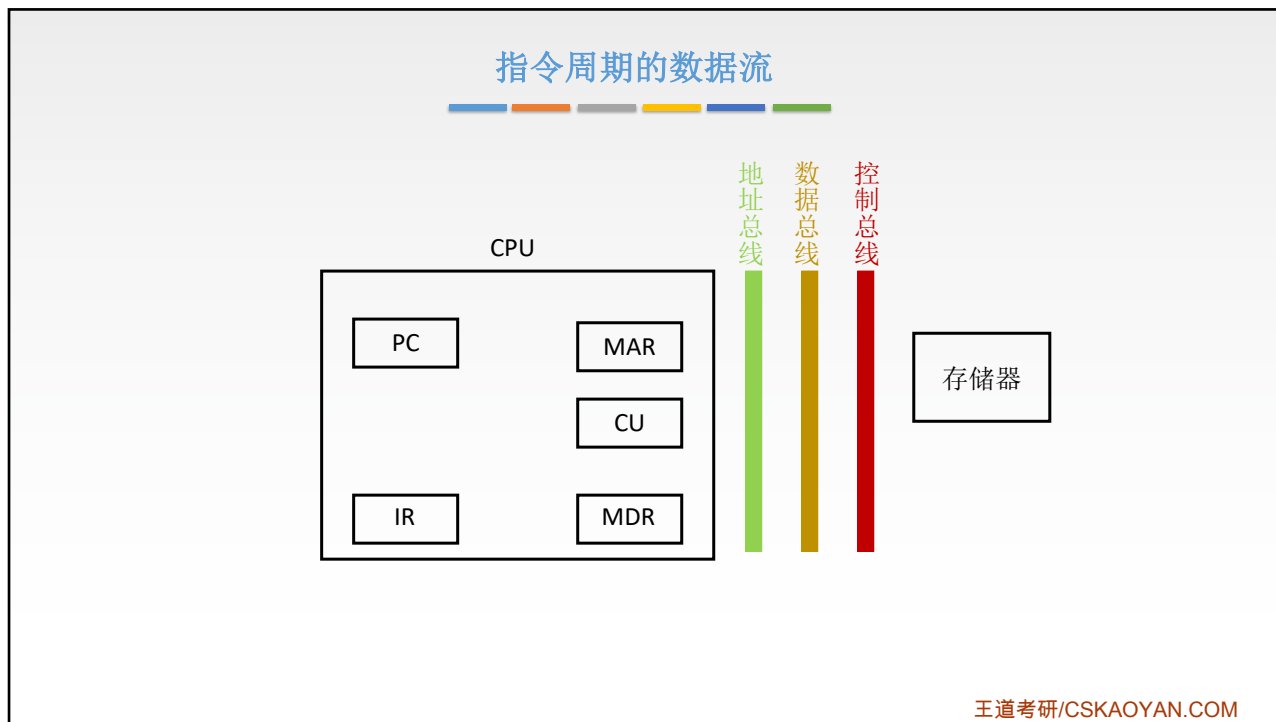 指令周期的数据流
地址总线
数据总线
控制总线
CPU
PC
MAR
存储器
CU
IR
MDR
王道考研/CSKAOYAN.COM